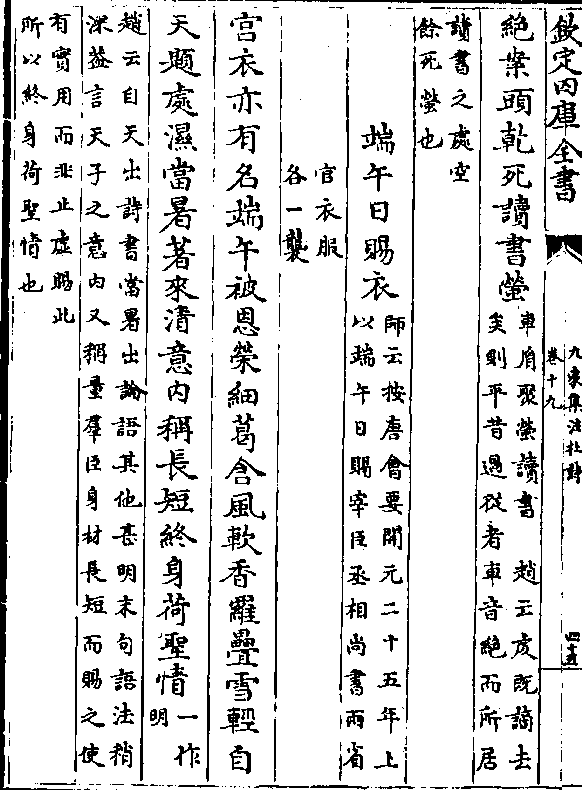 欽定四庫全書
九家集注杜詩
卷十九
四十五
絶案頭乾死讀書螢
車𦙍聚螢讀書 趙云度既謫去
矣則平昔過從者車音絶而所居
讀書之處空
餘死螢也
端午日賜衣
師云按唐會要開元二十五年上
以端午日賜宰臣丞相尚書兩省
官衣服
各一襲
宫衣亦有名端午被恩榮細葛含風軟香羅疊雪輕自
天題處濕當暑著來清意内稱長短終身荷聖情
一作
明
趙云自天出詩書當暑出論語其他甚明末句語法稍
深葢言天子之意内又稱量羣臣身材長短而賜之使
有實用而非止虚賜此
所以終身荷聖情也